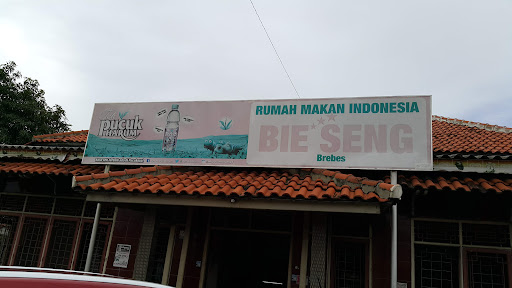 pucuk
HARUM
RUMAH MAKAN INDONESIA
BIE SENG
Brebes